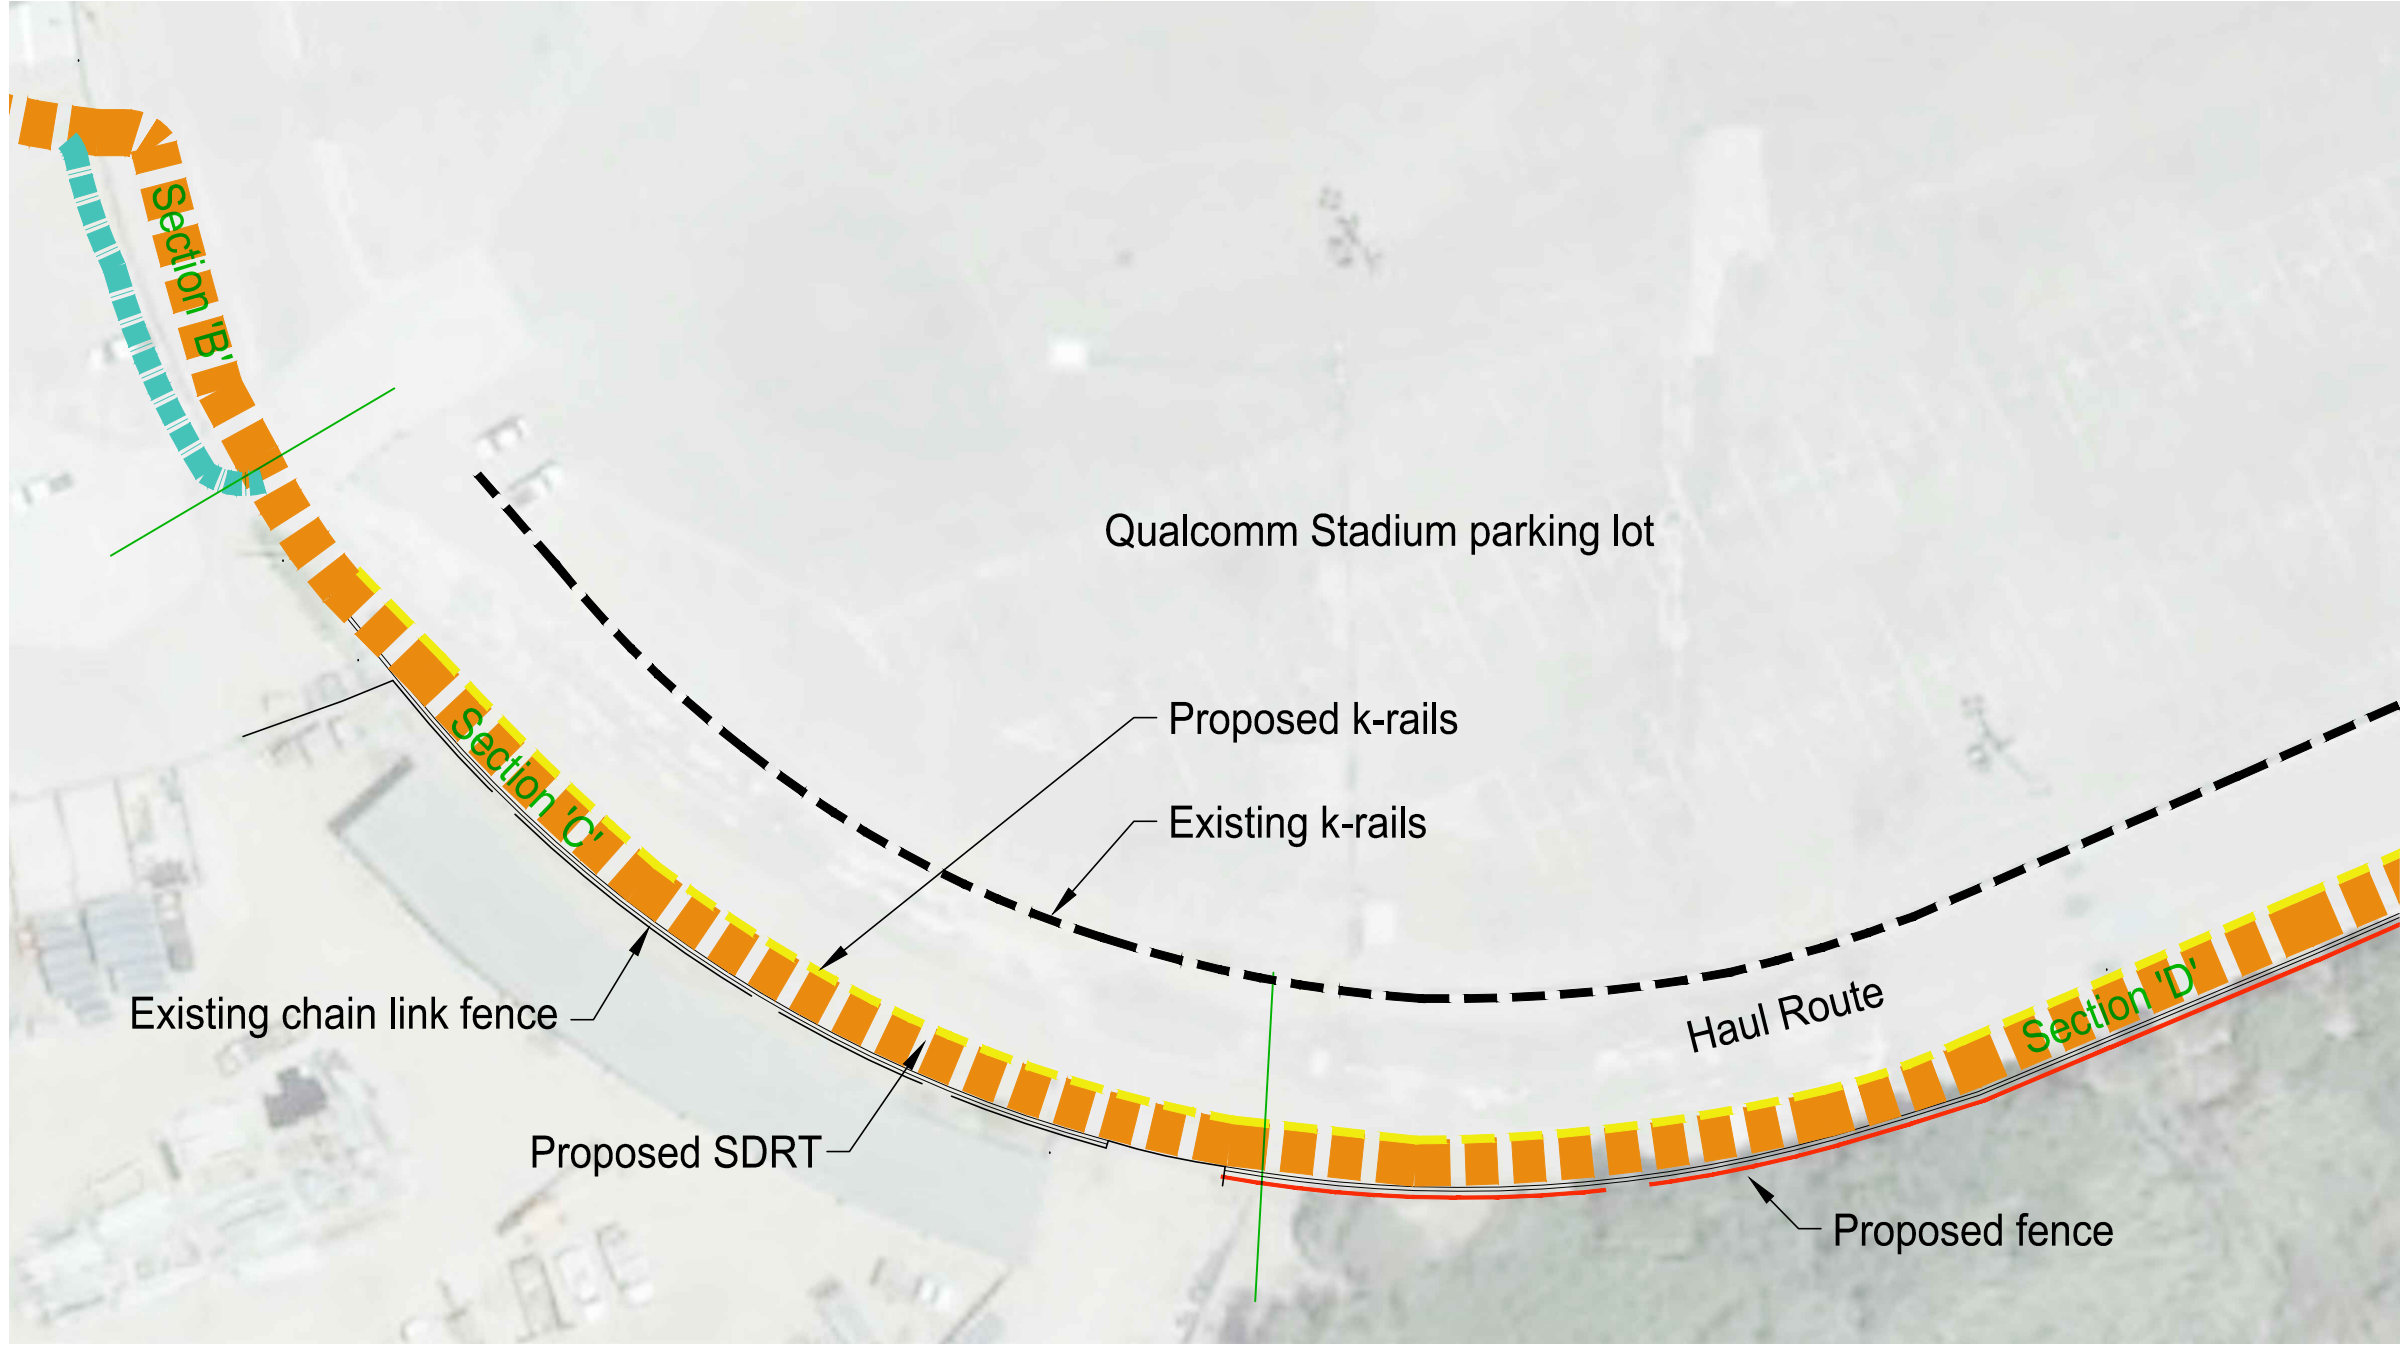 Section 'B'
Qualcomm Stadium parking lot
Proposed k-rails
Section 'C'
Existing k-rails
Haul Route
Section 'D'
Existing chain link fence
Proposed SDRT
Proposed fence